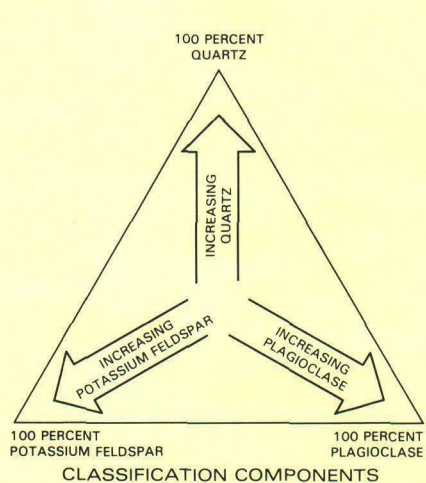 100 PERCENT
QUARTZ
INCREASING
QUARTZ
INCREASING
POTASSIUM FELDSPAR
INCREASING
PLAGIOCLASE
100 PERCENT
POTASSIUM FELDSPAR
100 PERCENT
PLAGIOCLASE
CLASSIFICATION COMPONENTS